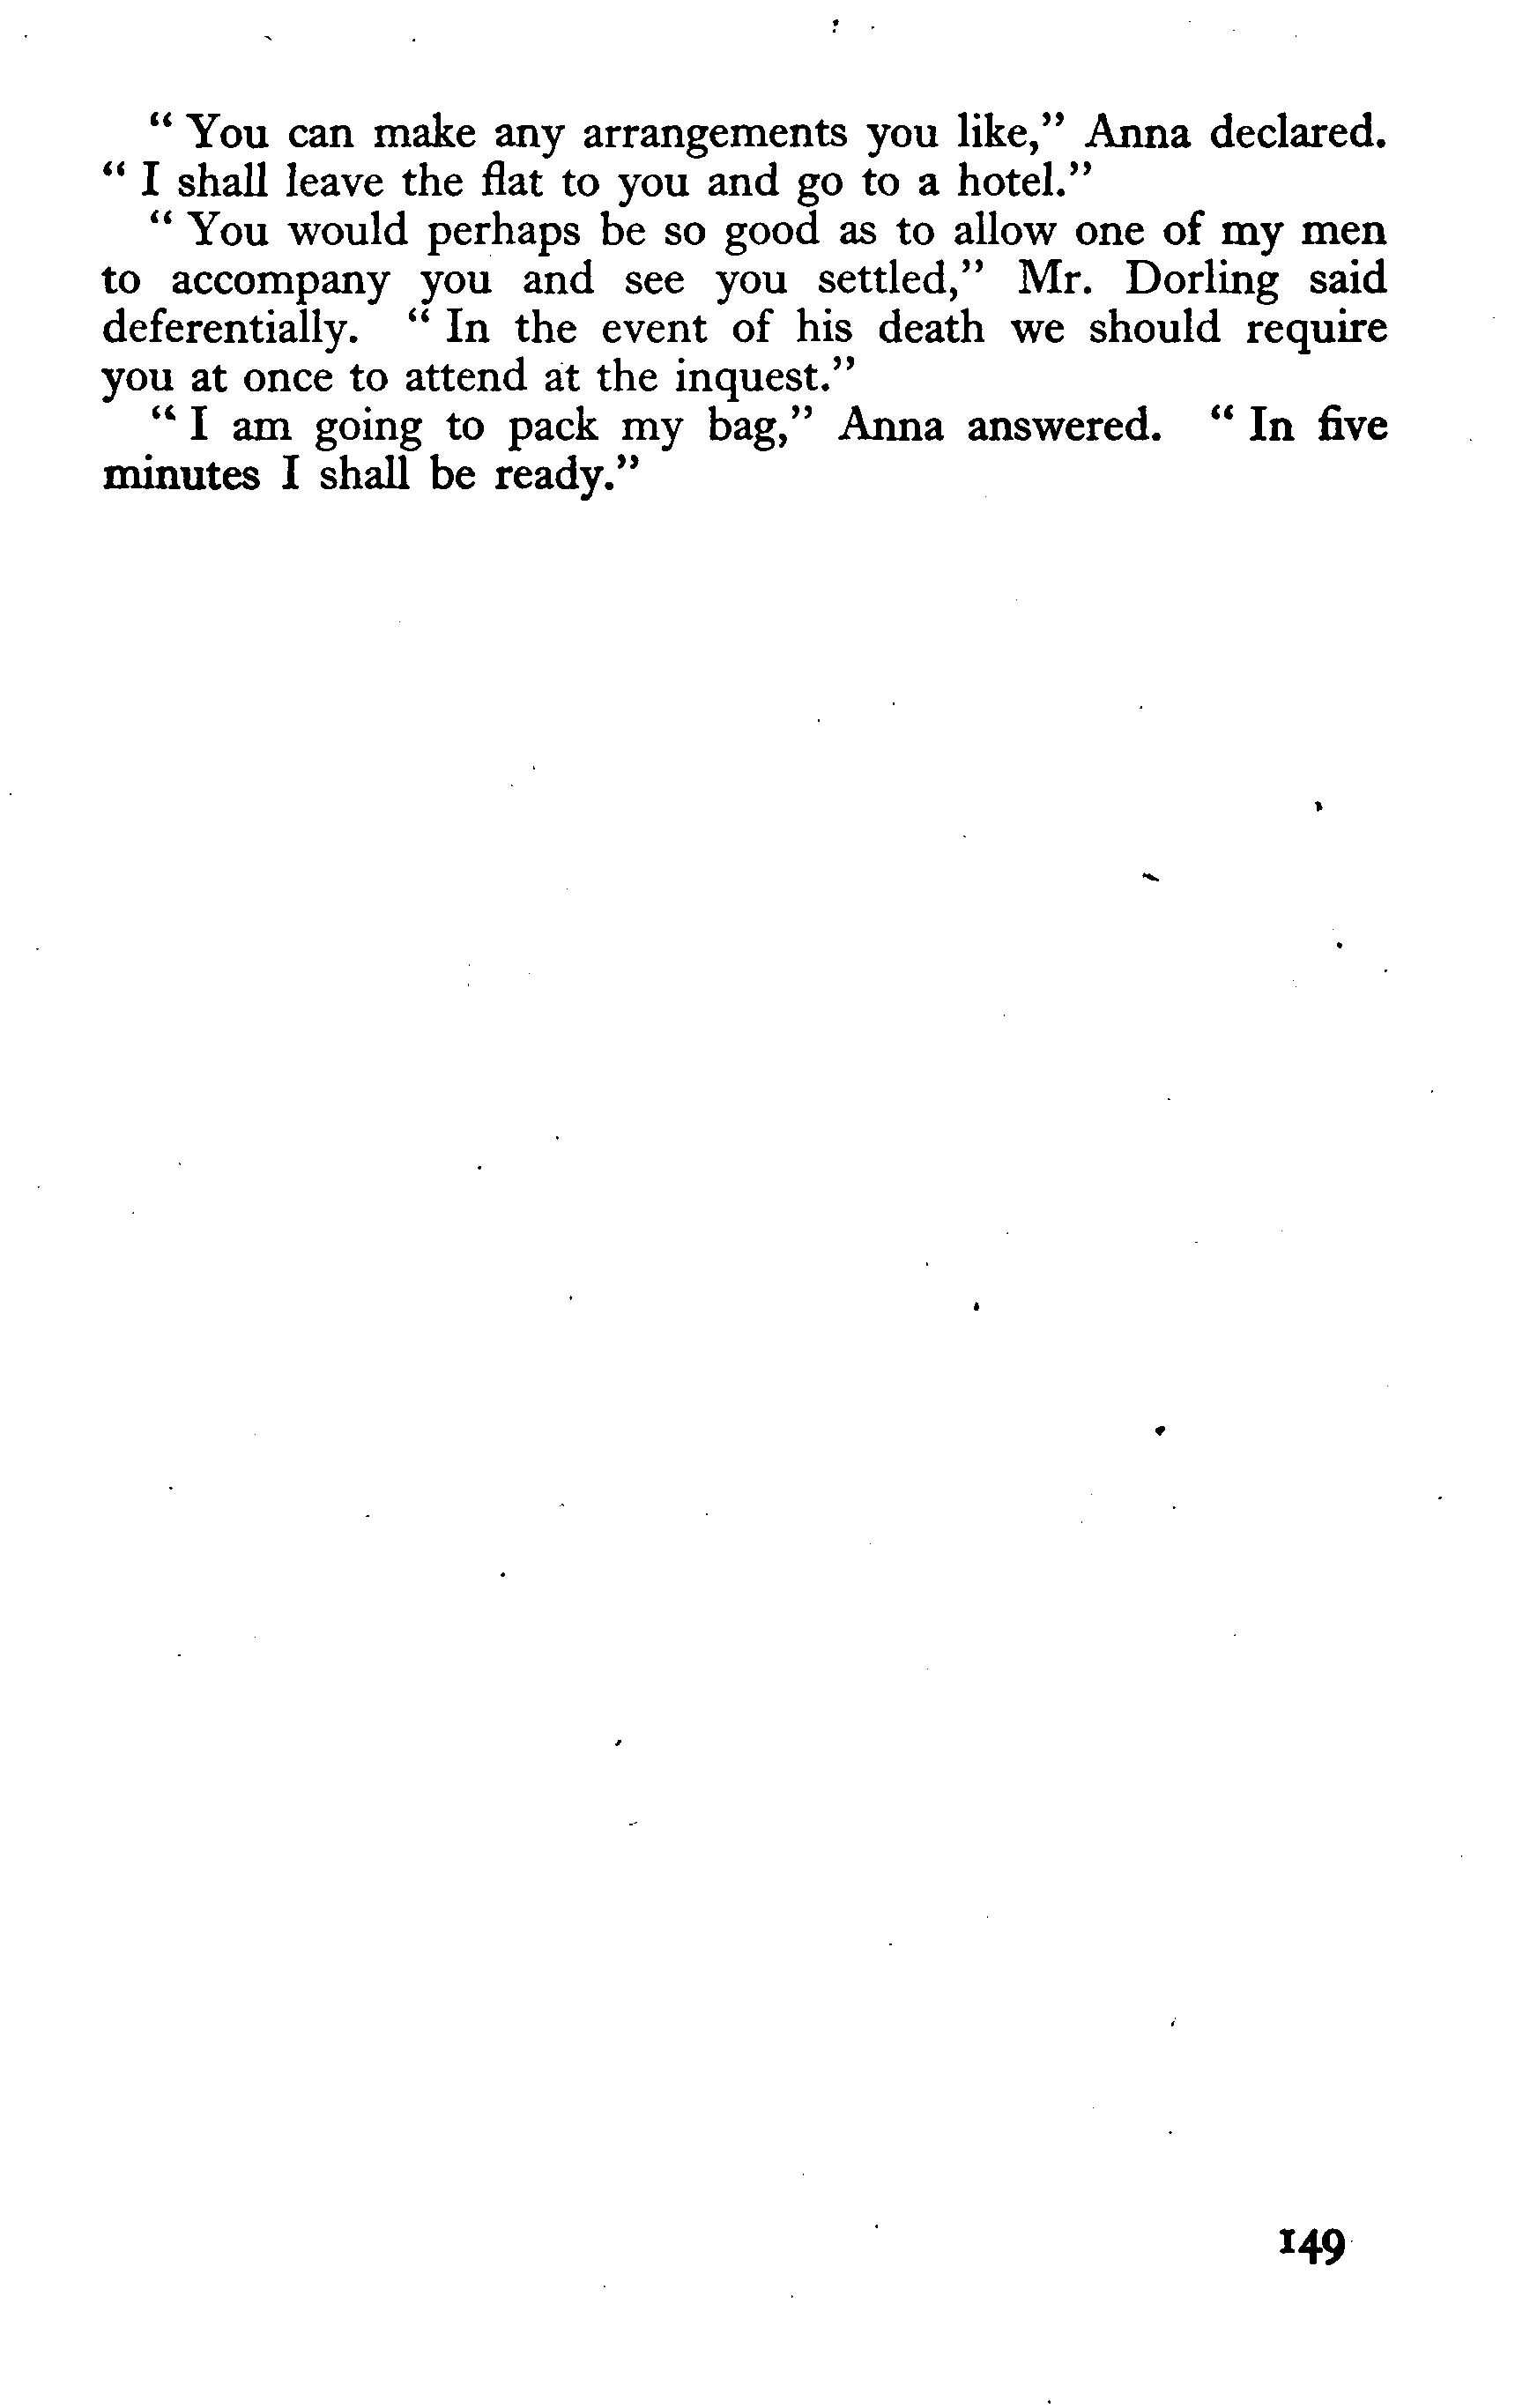 “ You can make any arrangements you like,” Anna declared.
“ I shall leave the flat to you and go to a hotel.”
“ You would perhaps be so good as to allow one of my men
to accompany you and see you settled,” Mr. Dorling said
deferentially. “ In the event of his death we should require
you at once to attend at the inquest.”
“ I am going to pack my bag,” Anna answered. “ In five
minutes I shall be ready.”
149